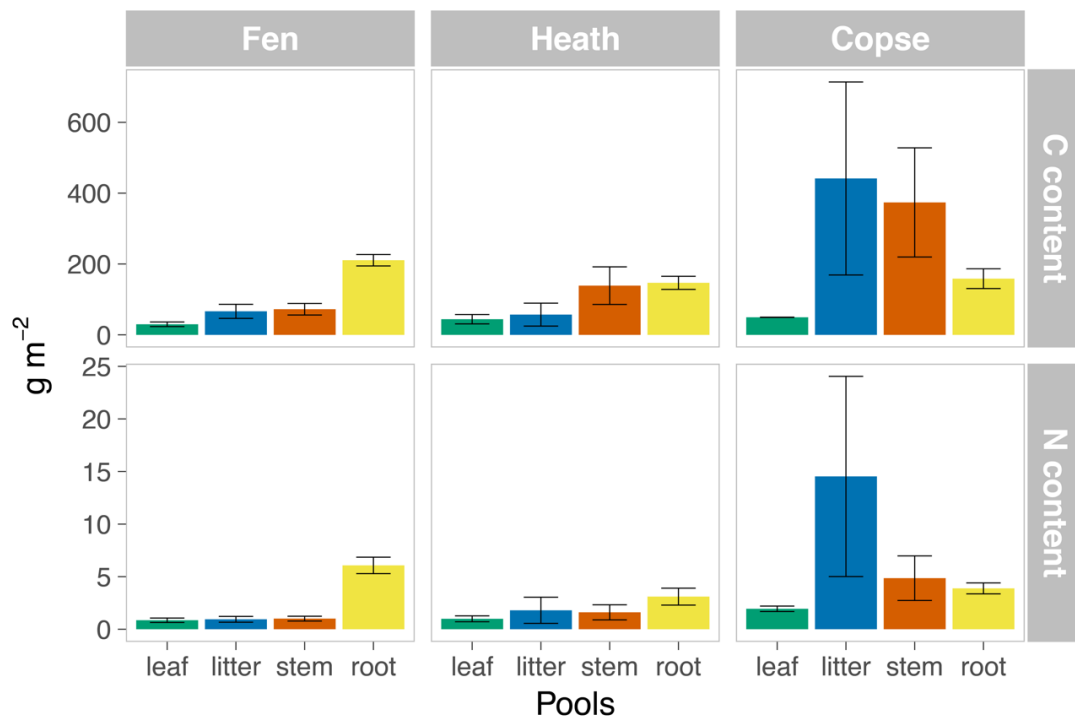 Fen Heath Copse
600
400
200
0
C content
25
20
15
10
5
0
N content
g m⁻²
leaf litter stem root leaf litter stem root leaf litter stem root
Pools